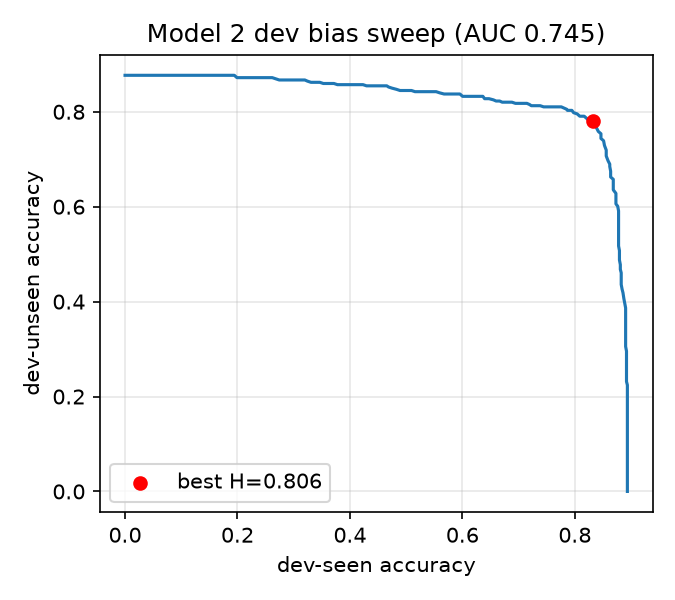 Model 2 dev bias sweep (AUC 0.745)
dev-unseen accuracy
0.8
0.6
0.4
0.2
0.0
best H=0.806
0.0 0.2 0.4 0.6 0.8
dev-seen accuracy